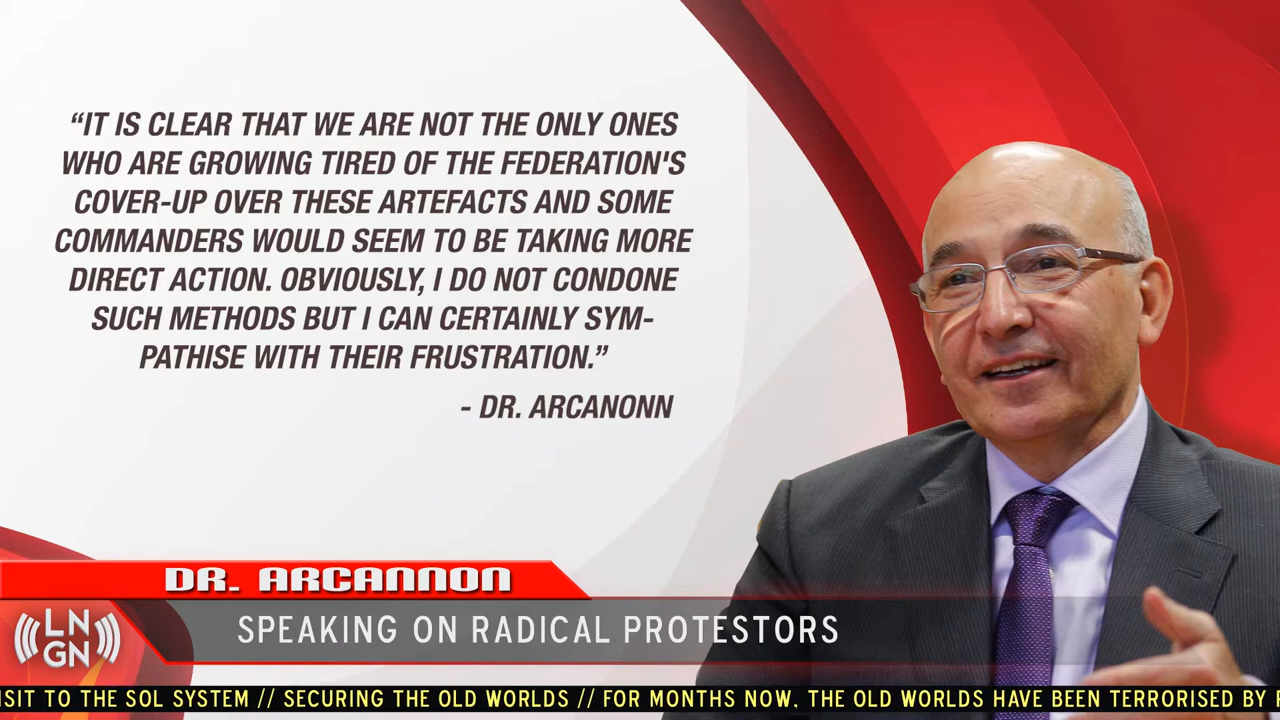 “IT IS CLEAR THAT WE ARE NOT THE ONLY ONES
WHO ARE GROWING TIRED OF THE FEDERATION'S
COVER-UP OVER THESE ARTEFACTS AND SOME
COMMANDERS WOULD SEEM TO BE TAKING MORE
DIRECT ACTION. OBVIOUSLY, I DO NOT CONDONE
SUCH METHODS BUT I CAN CERTAINLY SYM-
PATHISE WITH THEIR FRUSTRATION.”
- DR. ARCANONN
DR. ARCANNON
LN
GN
SPEAKING ON RADICAL PROTESTORS
ISIT TO THE SOL SYSTEM // SECURING THE OLD WORLDS // FOR MONTHS NOW, THE OLD WORLDS HAVE BEEN TERRORISED BY